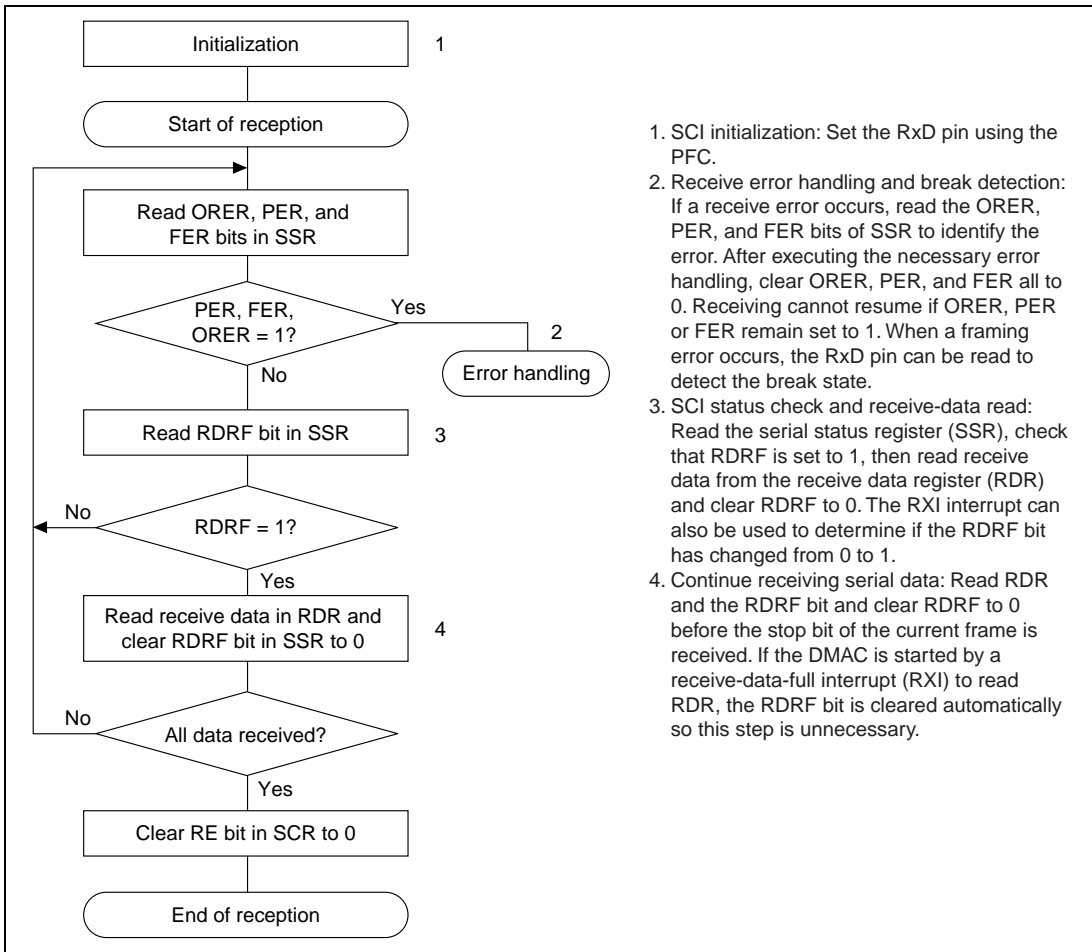 Initialization
1
Start of reception
Read ORER, PER, and
FER bits in SSR
PER, FER,
ORER = 1?
Yes
2
Error handling
No
Read RDRF bit in SSR
3
No
RDRF = 1?
Yes
Read receive data in RDR and
clear RDRF bit in SSR to 0
4
No
All data received?
Yes
Clear RE bit in SCR to 0
End of reception
1. SCI initialization: Set the RxD pin using the
PFC.
2. Receive error handling and break detection:
If a receive error occurs, read the ORER,
PER, and FER bits of SSR to identify the
error. After executing the necessary error
handling, clear ORER, PER, and FER all to
0. Receiving cannot resume if ORER, PER
or FER remain set to 1. When a framing
error occurs, the RxD pin can be read to
detect the break state.
3. SCI status check and receive-data read:
Read the serial status register (SSR), check
that RDRF is set to 1, then read receive
data from the receive data register (RDR)
and clear RDRF to 0. The RXI interrupt can
also be used to determine if the RDRF bit
has changed from 0 to 1.
4. Continue receiving serial data: Read RDR
and the RDRF bit and clear RDRF to 0
before the stop bit of the current frame is
received. If the DMAC is started by a
receive-data-full interrupt (RXI) to read
RDR, the RDRF bit is cleared automatically
so this step is unnecessary.